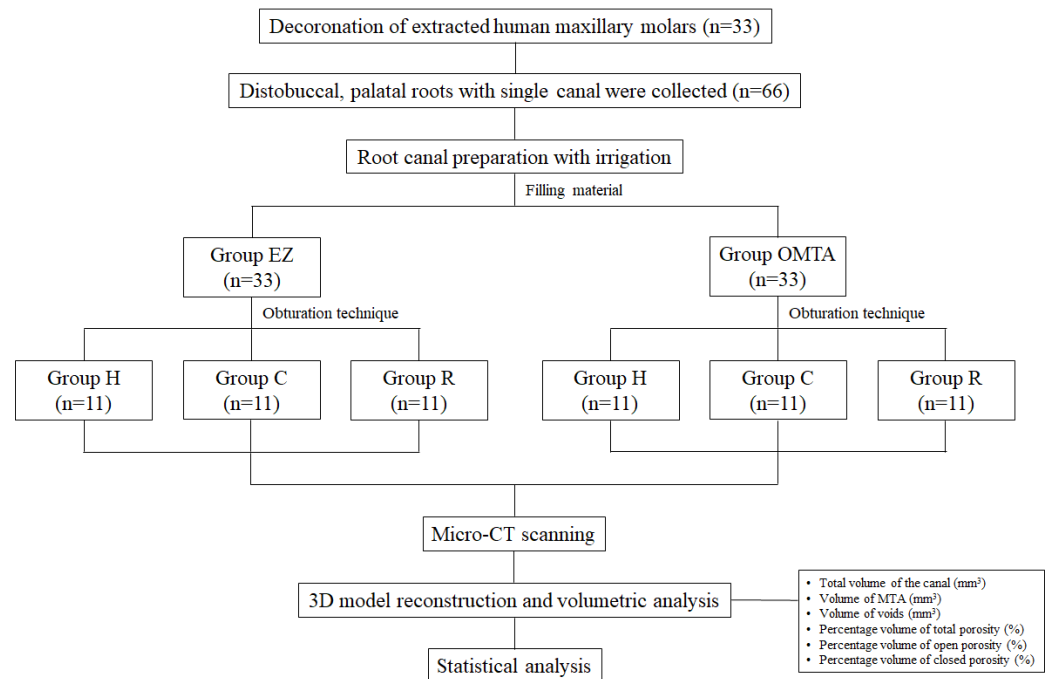 Decoronation of extracted human maxillary molars (n=33)
Distobuccal, palatal roots with single canal were collected (n=66)
Root canal preparation with irrigation
Filling material
Group EZ
(n=33)
Group OMTA
(n=33)
Obturation technique
Obturation technique
Group H
(n=11)
Group C
(n=11)
Group R
(n=11)
Group H
(n=11)
Group C
(n=11)
Group R
(n=11)
Micro-CT scanning
3D model reconstruction and volumetric analysis
• Total volume of the canal (mm³)
• Volume of MTA (mm³)
• Volume of voids (mm³)
• Percentage volume of total porosity (%)
• Percentage volume of open porosity (%)
• Percentage volume of closed porosity (%)
Statistical analysis